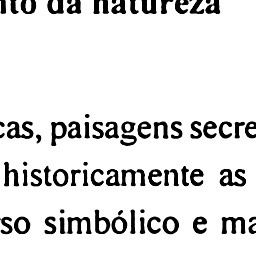 nto da natureza
cas, paisagens secre
historicamente as
so simbólico e ma